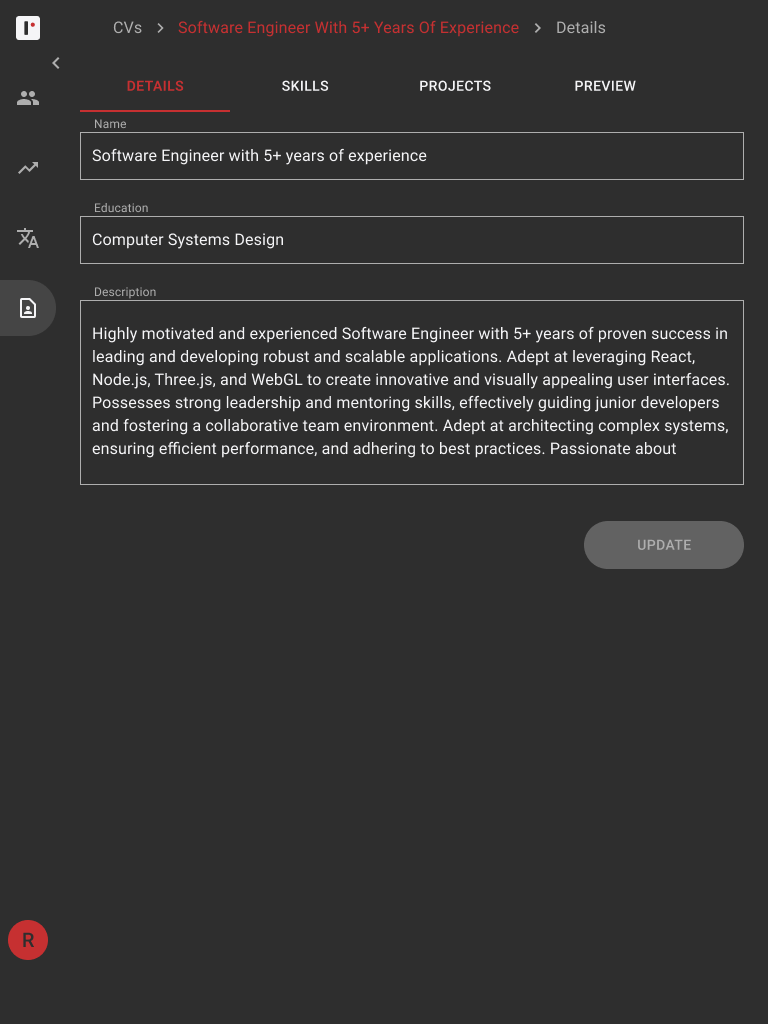 CVs > Software Engineer With 5+ Years Of Experience > Details
DETAILS SKILLS PROJECTS PREVIEW
Name
Software Engineer with 5+ years of experience
Education
Computer Systems Design
Description
Highly motivated and experienced Software Engineer with 5+ years of proven success in
leading and developing robust and scalable applications. Adept at leveraging React,
Node.js, Three.js, and WebGL to create innovative and visually appealing user interfaces.
Possesses strong leadership and mentoring skills, effectively guiding junior developers
and fostering a collaborative team environment. Adept at architecting complex systems,
ensuring efficient performance, and adhering to best practices. Passionate about
UPDATE
R